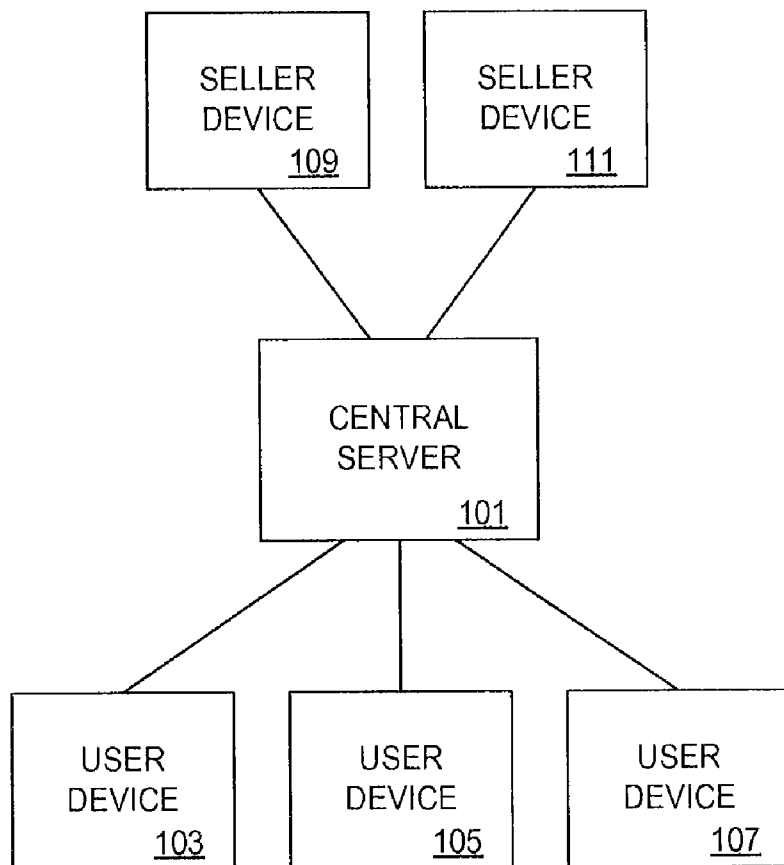 SELLER
DEVICE
109
SELLER
DEVICE
111
CENTRAL
SERVER
101
USER
DEVICE
103
USER
DEVICE
105
USER
DEVICE
107